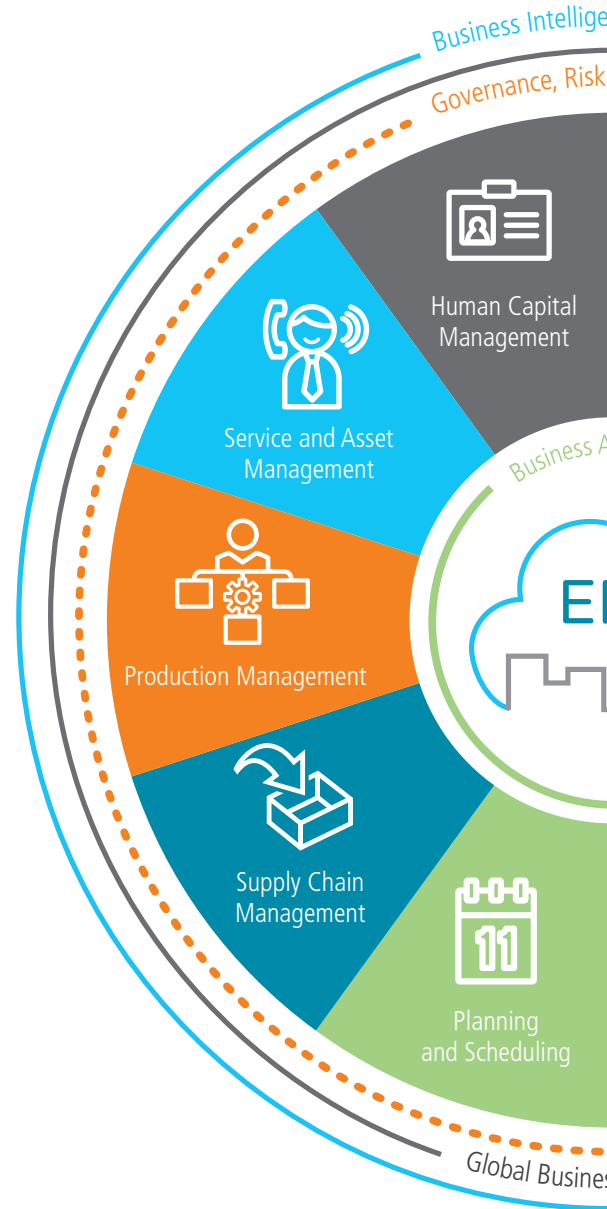 Business Intellige
Governance, Risk
Human Capital
Management
Service and Asset
Management
Business A
Production Management
Supply Chain
Management
11
Planning
and Scheduling
Global Busines